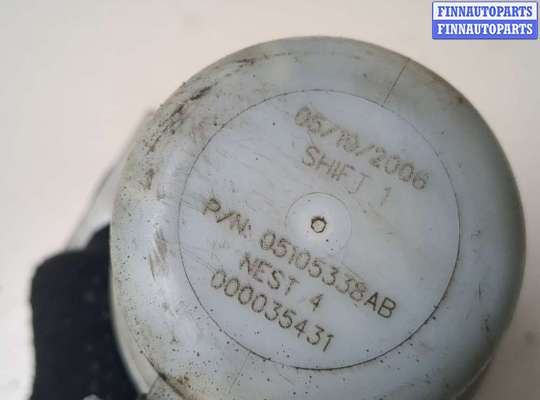 FINNAUTOPARTS
FINNAUTOPARTS
05/10/2006
SHIFT 1
P/N: 05105338AB
NEST 4
000035431